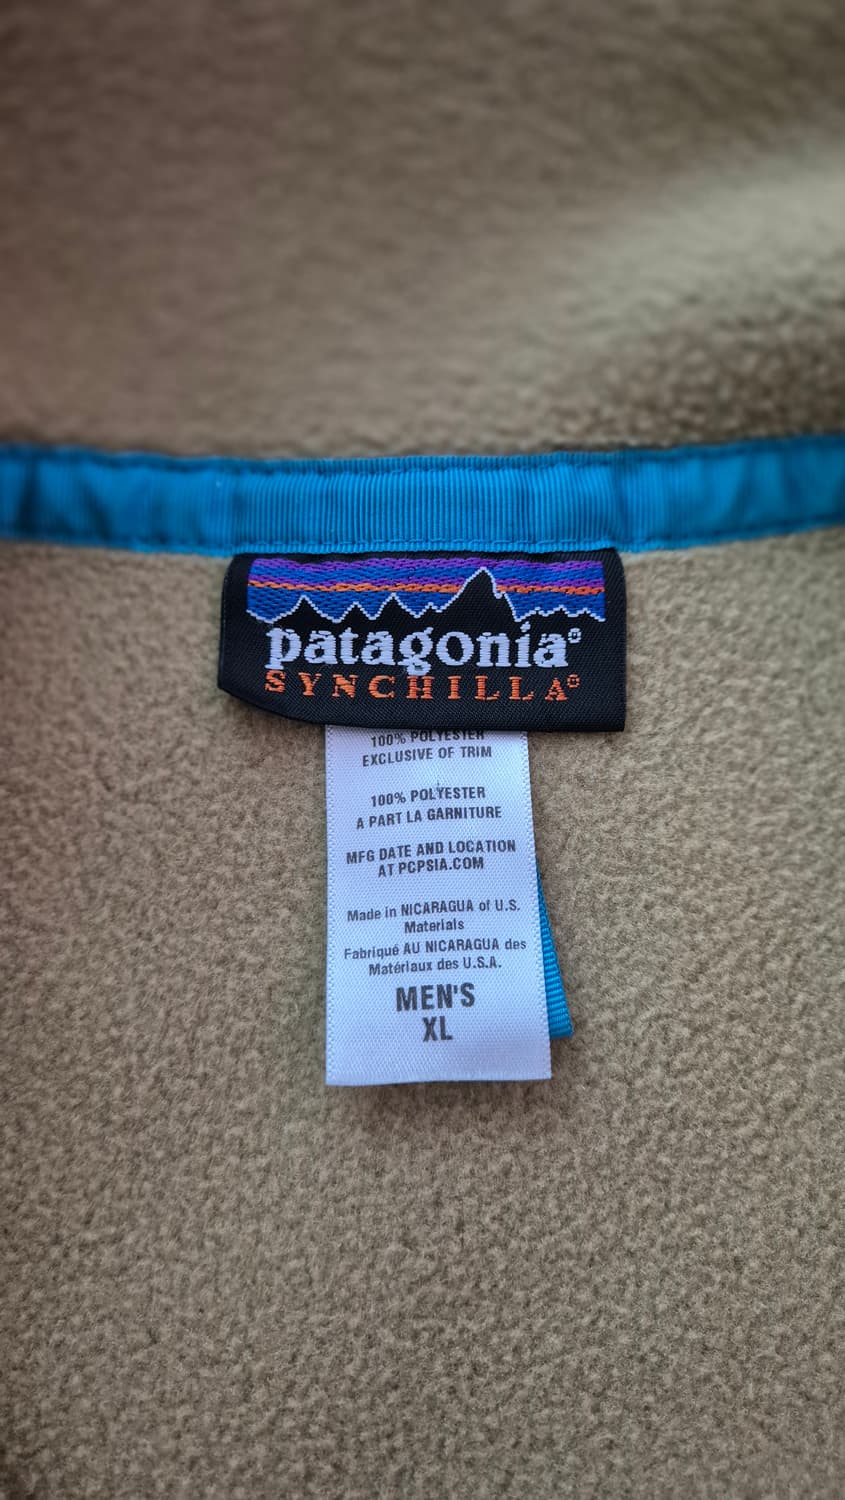 patagonia®
SYNCHILLA®
100% POLYESTER
EXCLUSIVE OF TRIM
100% POLYESTER
A PART LA GARNITURE
MFG DATE AND LOCATION
AT PCPSIA.COM
Made in NICARAGUA of U.S.
Materials
Fabriqué AU NICARAGUA des
Matériaux des U.S.A.
MEN'S
XL